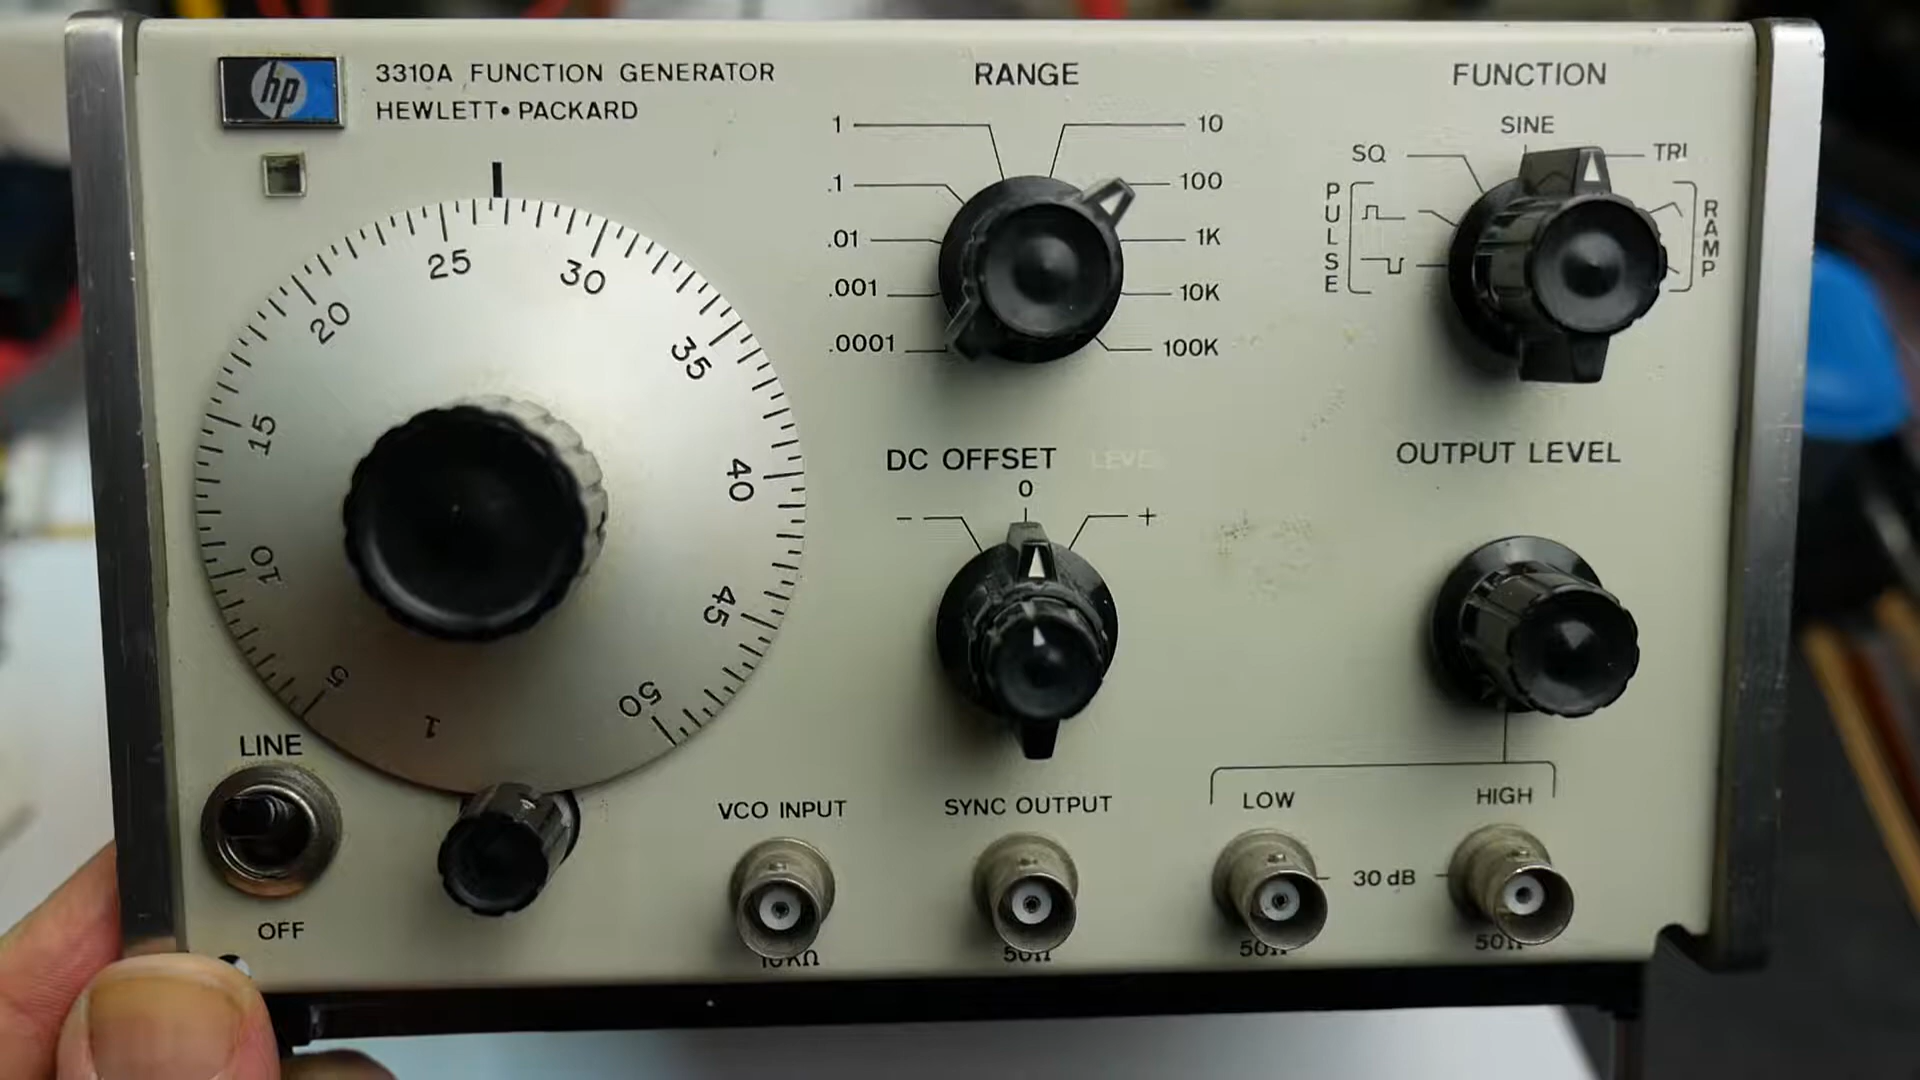 hp
3310A FUNCTION GENERATOR
HEWLETT•PACKARD
RANGE
1
10
.1
100
.01
1K
.001
10K
.0001
100K
FUNCTION
SINE
SQ
TRI
PULSE
RAMP
5
10
15
20
25
30
35
40
45
50
1
DC OFFSET LEVEL
0
- +
OUTPUT LEVEL
LINE
OFF
VCO INPUT
10KΩ
SYNC OUTPUT
50Ω
LOW
HIGH
30 dB
50Ω
50Ω